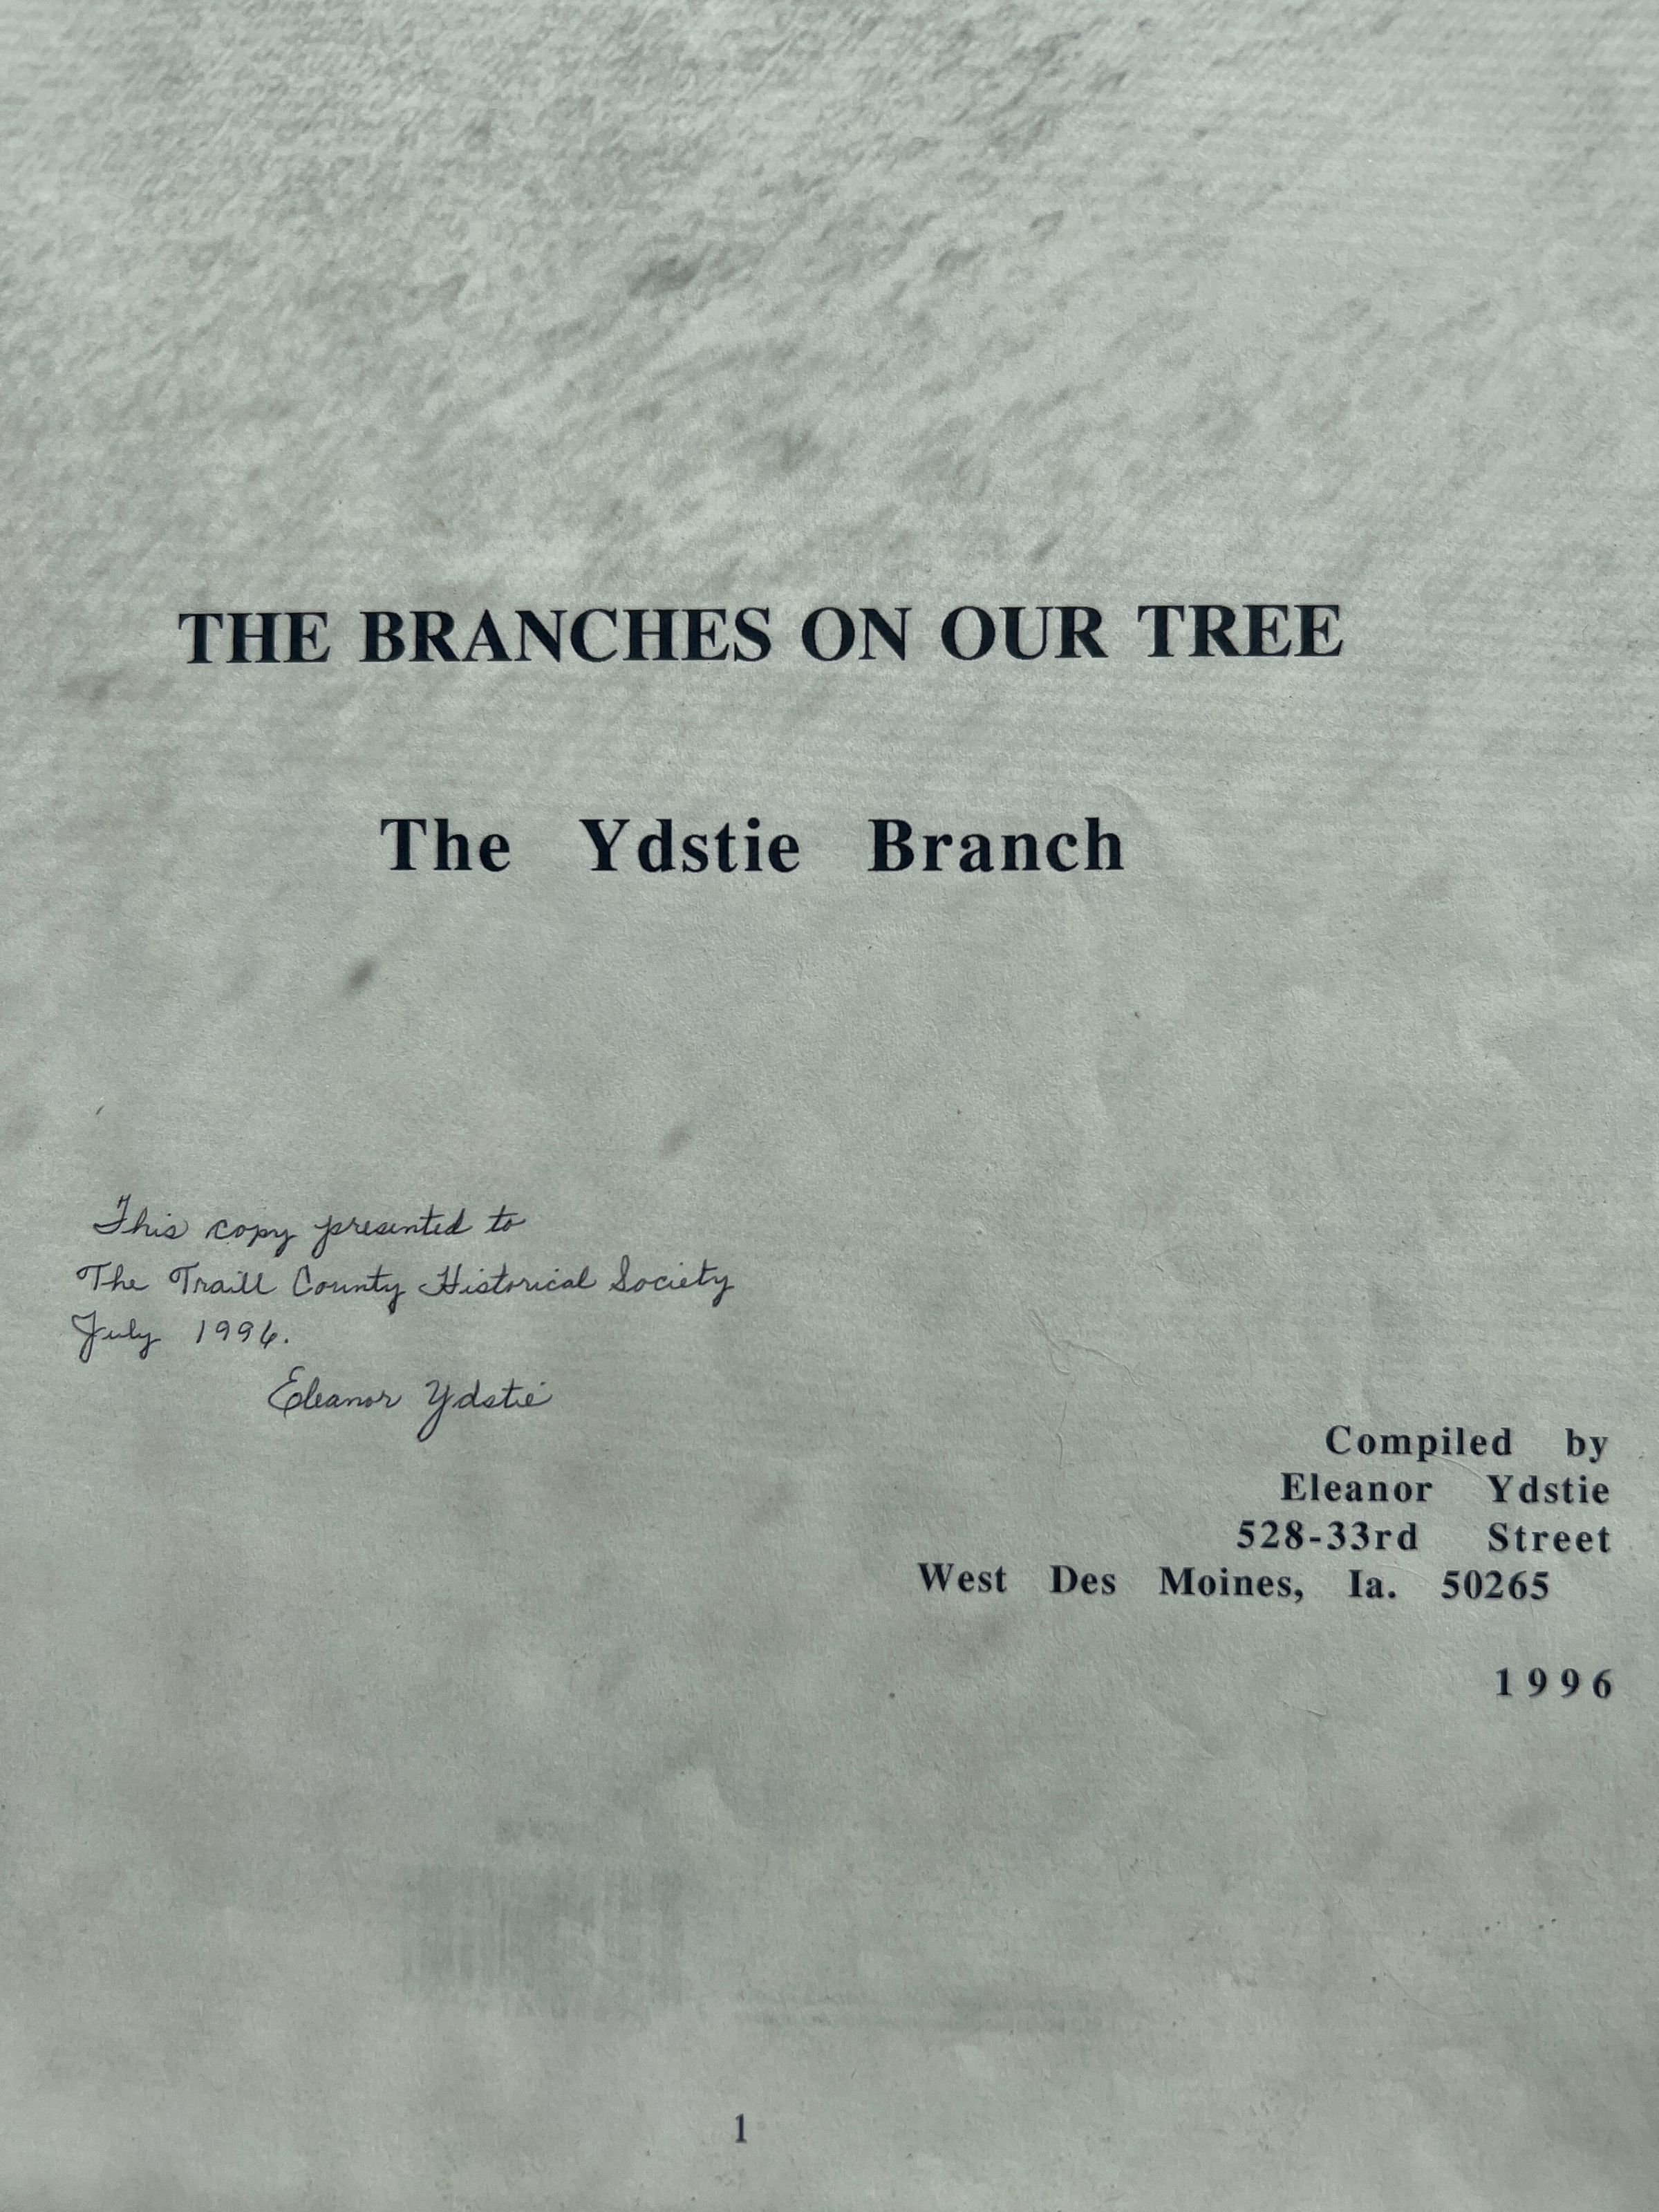 THE BRANCHES ON OUR TREE
The Ydstie Branch
This copy presented to
The Traill County Historical Society
July 1996.
Eleanor Ydstie
Compiled by
Eleanor Ydstie
528-33rd Street
West Des Moines, Ia. 50265
1996
1